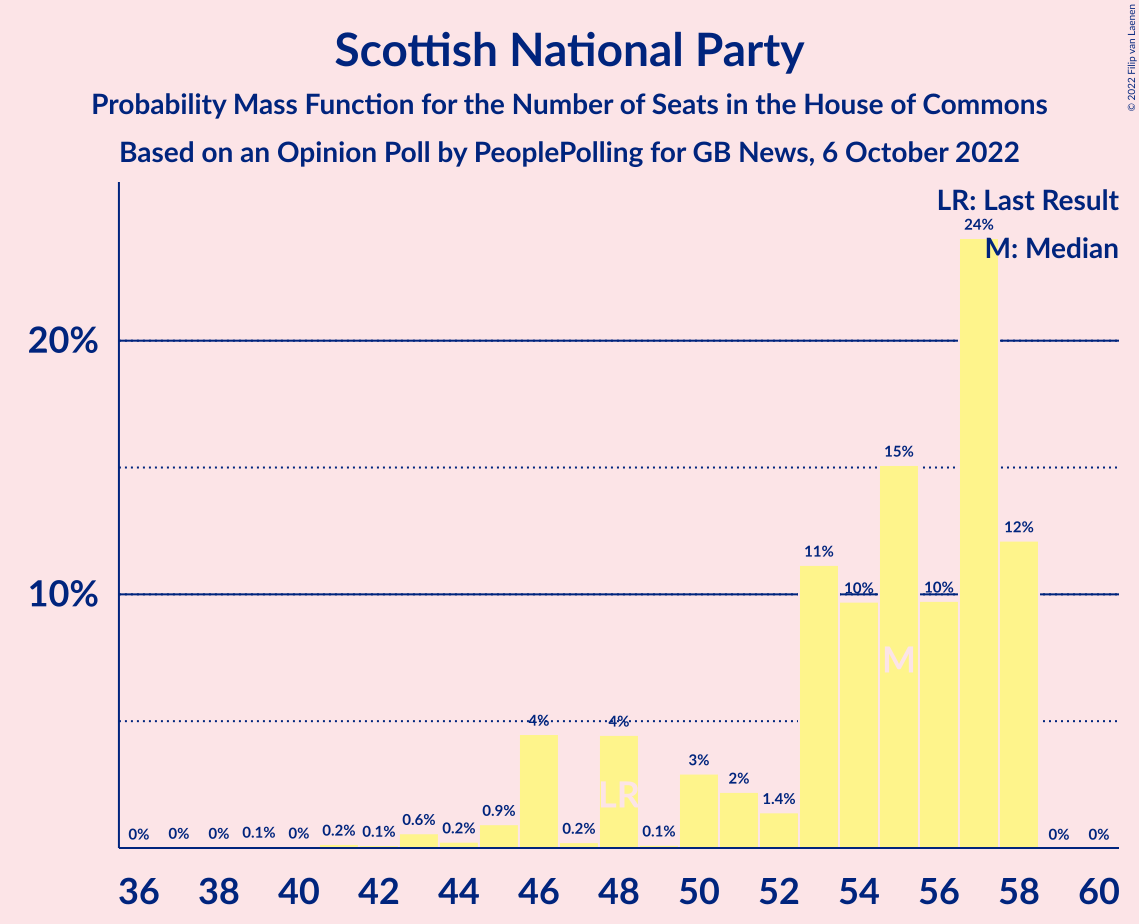 Scottish National Party
Probability Mass Function for the Number of Seats in the House of Commons
Based on an Opinion Poll by PeoplePolling for GB News, 6 October 2022
© 2022 Filip van Laenen
LR: Last Result
M: Median
20%
10%
0% 0% 0% 0.1% 0% 0.2% 0.1% 0.6% 0.2% 0.9% 4% 0.2% 4% 0.1% 3% 2% 1.4% 11% 10% 15% 10% 24% 12% 0% 0%
LR
M
36 38 40 42 44 46 48 50 52 54 56 58 60